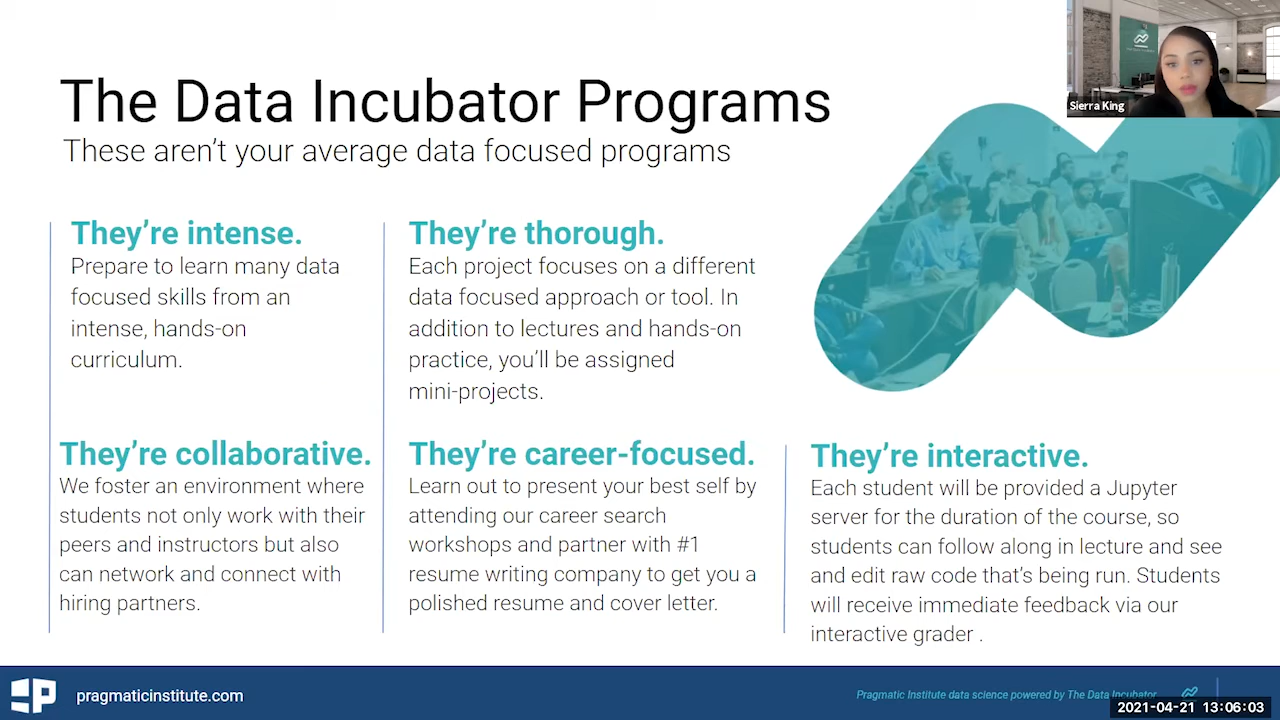 The Data Incubator Programs
These aren't your average data focused programs
They're intense.
Prepare to learn many data
focused skills from an
intense, hands-on
curriculum.
They're thorough.
Each project focuses on a different
data focused approach or tool. In
addition to lectures and hands-on
practice, you'll be assigned
mini-projects.
They're collaborative.
We foster an environment where
students not only work with their
peers and instructors but also
can network and connect with
hiring partners.
They're career-focused.
Learn out to present your best self by
attending our career search
workshops and partner with #1
resume writing company to get you a
polished resume and cover letter.
They're interactive.
Each student will be provided a Jupyter
server for the duration of the course, so
students can follow along in lecture and see
and edit raw code that's being run. Students
will receive immediate feedback via our
interactive grader .
Sierra King
pragmaticinstitute.com
Pragmatic Institute data science powered by The Data Incubator
2021-04-21 13:06:03